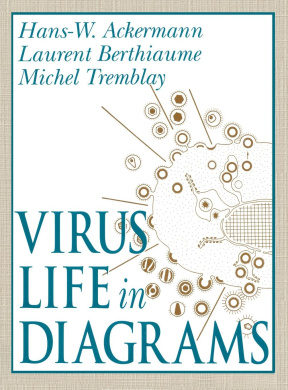 Hans-W. Ackermann
Laurent Berthiaume
Michel Tremblay
VIRUS
LIFE in
DIAGRAMS